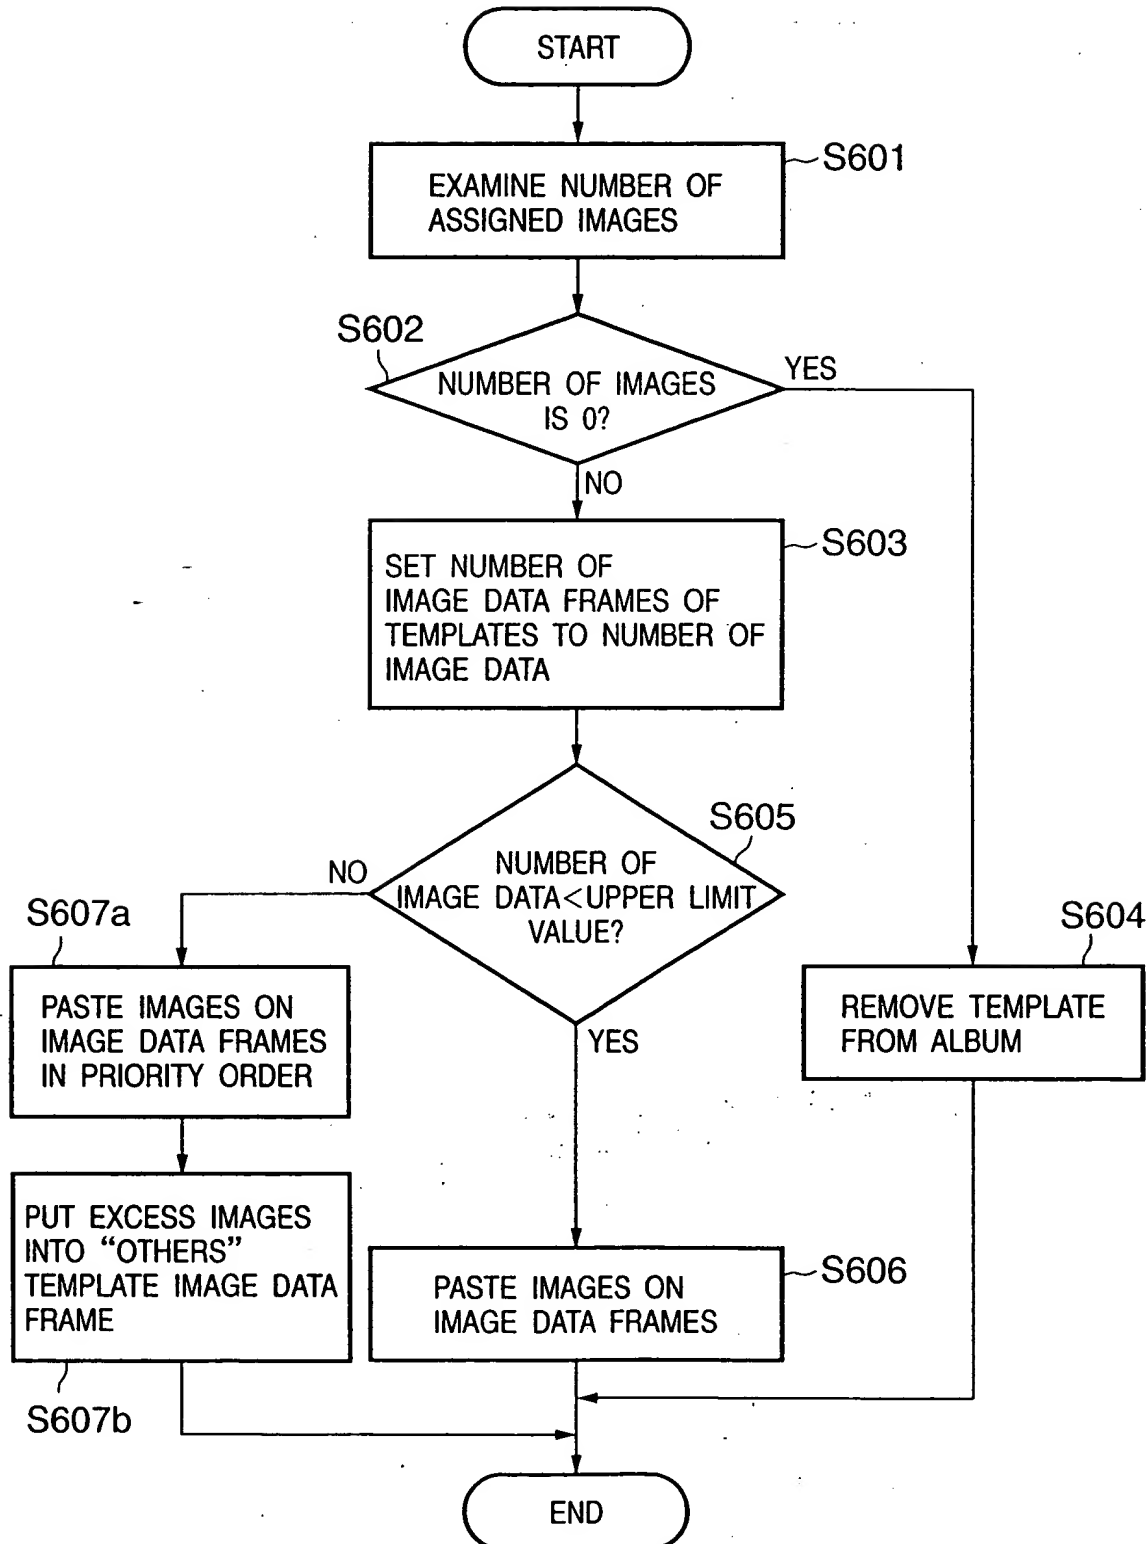 START
S601
EXAMINE NUMBER OF
ASSIGNED IMAGES
S602
NUMBER OF IMAGES
IS 0?
YES
NO
S603
SET NUMBER OF
IMAGE DATA FRAMES OF
TEMPLATES TO NUMBER OF
IMAGE DATA
S605
NUMBER OF
IMAGE DATA<UPPER LIMIT
VALUE?
NO
YES
S607a
PASTE IMAGES ON
IMAGE DATA FRAMES
IN PRIORITY ORDER
S604
REMOVE TEMPLATE
FROM ALBUM
PUT EXCESS IMAGES
INTO “OTHERS”
TEMPLATE IMAGE DATA
FRAME
S607b
S606
PASTE IMAGES ON
IMAGE DATA FRAMES
END